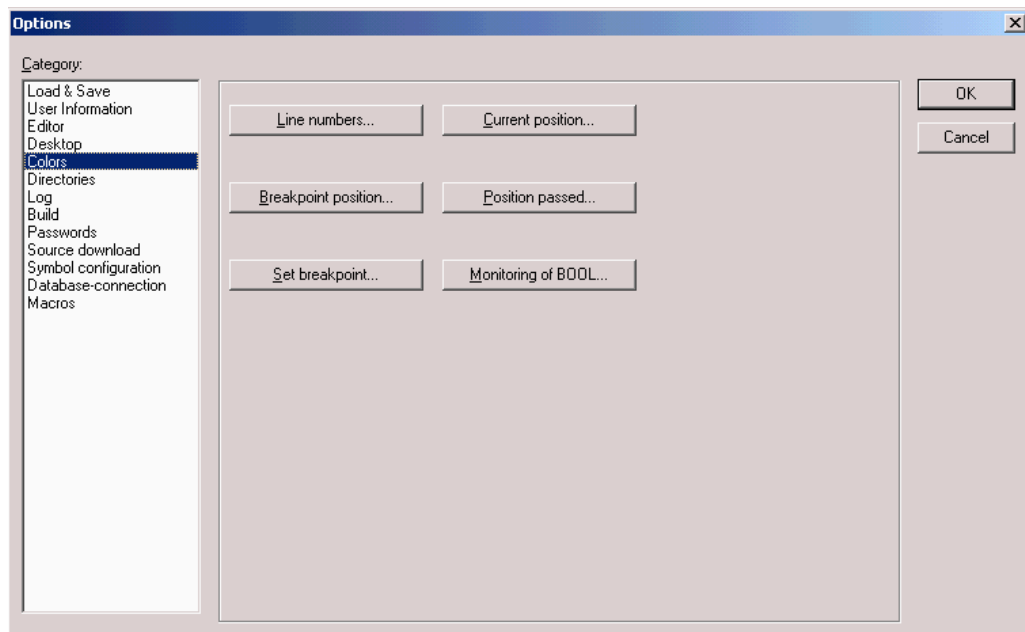 Options
Category:
Load & Save
User Information
Editor
Desktop
Colors
Directories
Log
Build
Passwords
Source download
Symbol configuration
Database-connection
Macros
Line numbers...
Current position...
Breakpoint position...
Position passed...
Set breakpoint...
Monitoring of BOOL...
OK
Cancel